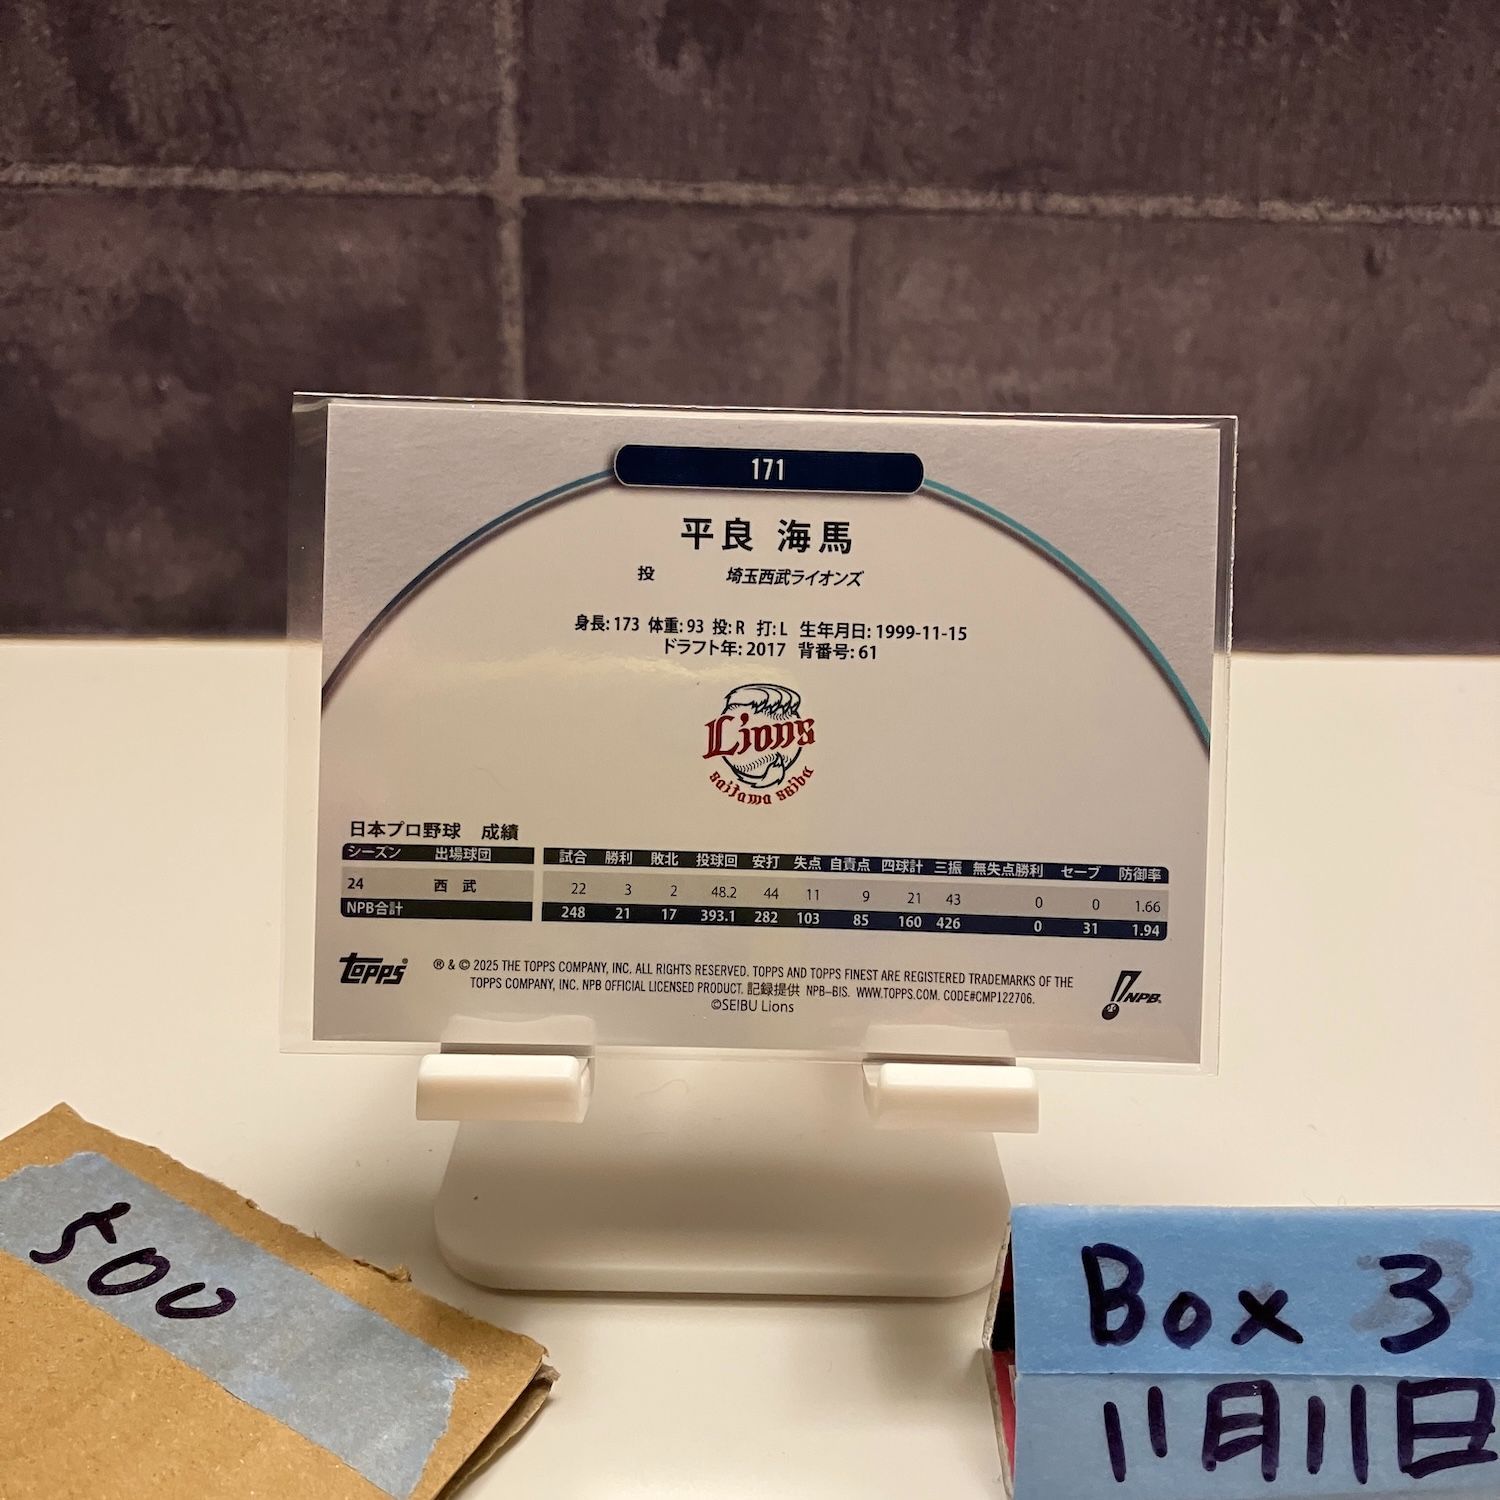 171
平良 海馬
投 埼玉西武ライオンズ
身長: 173 体重: 93 投: R 打: L 生年月日: 1999-11-15
ドラフト年: 2017 背番号: 61
Lions
saitama seibu
日本プロ野球 成績
シーズン 出場球団 試合 勝利 敗北 投球回 安打 失点 自責点 四球計 三振 無失点勝利 セーブ 防御率
24 西 武 22 3 2 48.2 44 11 9 21 43 0 0 1.66
NPB合計 248 21 17 393.1 282 103 85 160 426 0 31 1.94
topps®
® & © 2025 THE TOPPS COMPANY, INC. ALL RIGHTS RESERVED. TOPPS AND TOPPS FINEST ARE REGISTERED TRADEMARKS OF THE
TOPPS COMPANY, INC. NPB OFFICIAL LICENSED PRODUCT. 記録提供 NPB–BIS. WWW.TOPPS.COM. CODE#CMP122706.
©SEIBU Lions
NPB
500
Box 3
11月11日